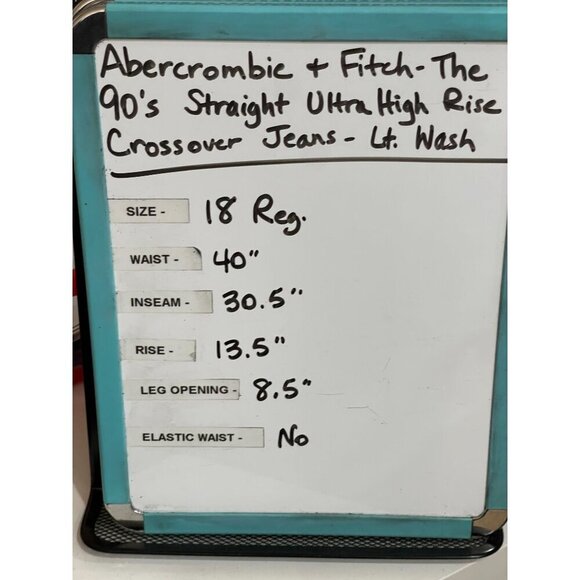 Abercrombie + Fitch - The
90's Straight Ultra High Rise
Crossover Jeans - Lt. Wash
SIZE - 18 Reg.
WAIST - 40"
INSEAM - 30.5"
RISE - 13.5"
LEG OPENING - 8.5"
ELASTIC WAIST - No